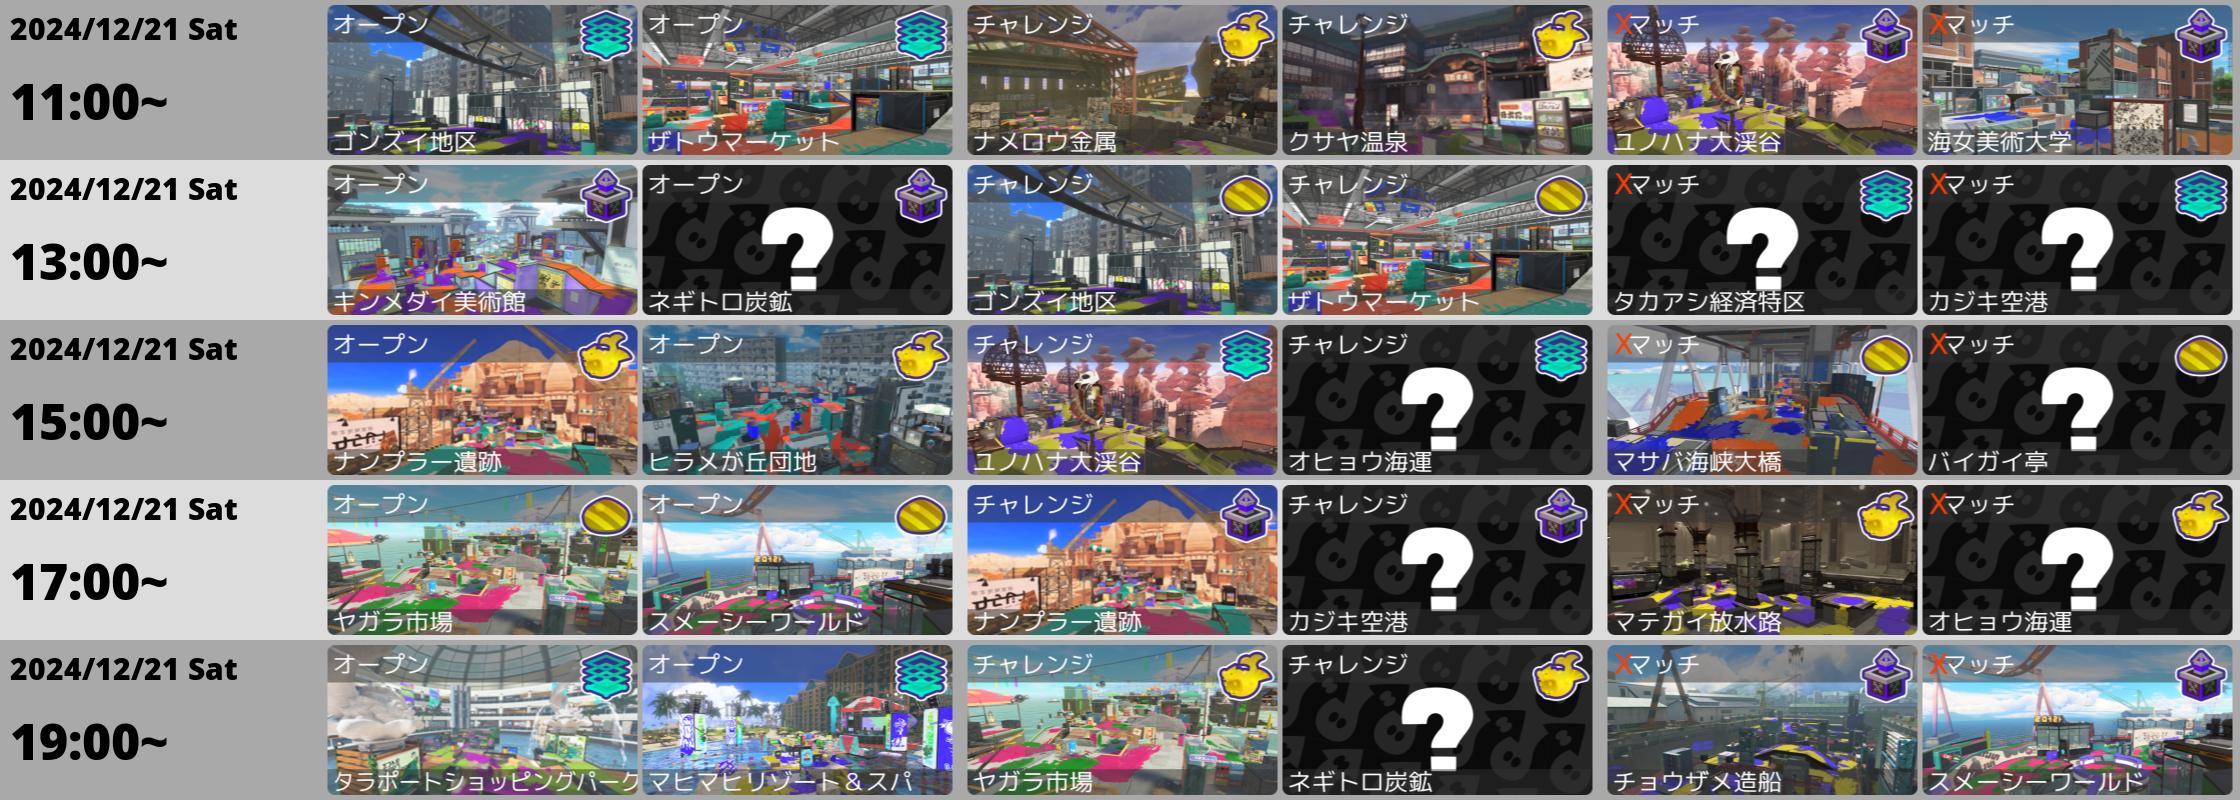 2024/12/21 Sat
11:00~
オープン
ゴンズイ地区
オープン
ザトウマーケット
チャレンジ
ナメロウ金属
チャレンジ
クサヤ温泉
Xマッチ
ユノハナ大渓谷
Xマッチ
海女美術大学
2024/12/21 Sat
13:00~
オープン
キンメダイ美術館
オープン
?
ネギトロ炭鉱
チャレンジ
ゴンズイ地区
チャレンジ
ザトウマーケット
Xマッチ
?
タカアシ経済特区
Xマッチ
?
カジキ空港
2024/12/21 Sat
15:00~
オープン
ナンプラー遺跡
オープン
ヒラメが丘団地
チャレンジ
ユノハナ大渓谷
チャレンジ
?
オヒョウ海運
Xマッチ
マサバ海峡大橋
Xマッチ
?
バイガイ亭
2024/12/21 Sat
17:00~
オープン
ヤガラ市場
オープン
スメーシーワールド
チャレンジ
ナンプラー遺跡
チャレンジ
?
カジキ空港
Xマッチ
マテガイ放水路
Xマッチ
?
オヒョウ海運
2024/12/21 Sat
19:00~
オープン
タラポートショッピングパーク
オープン
マヒマヒリゾート＆スパ
チャレンジ
ヤガラ市場
チャレンジ
?
ネギトロ炭鉱
Xマッチ
チョウザメ造船
Xマッチ
スメーシーワールド